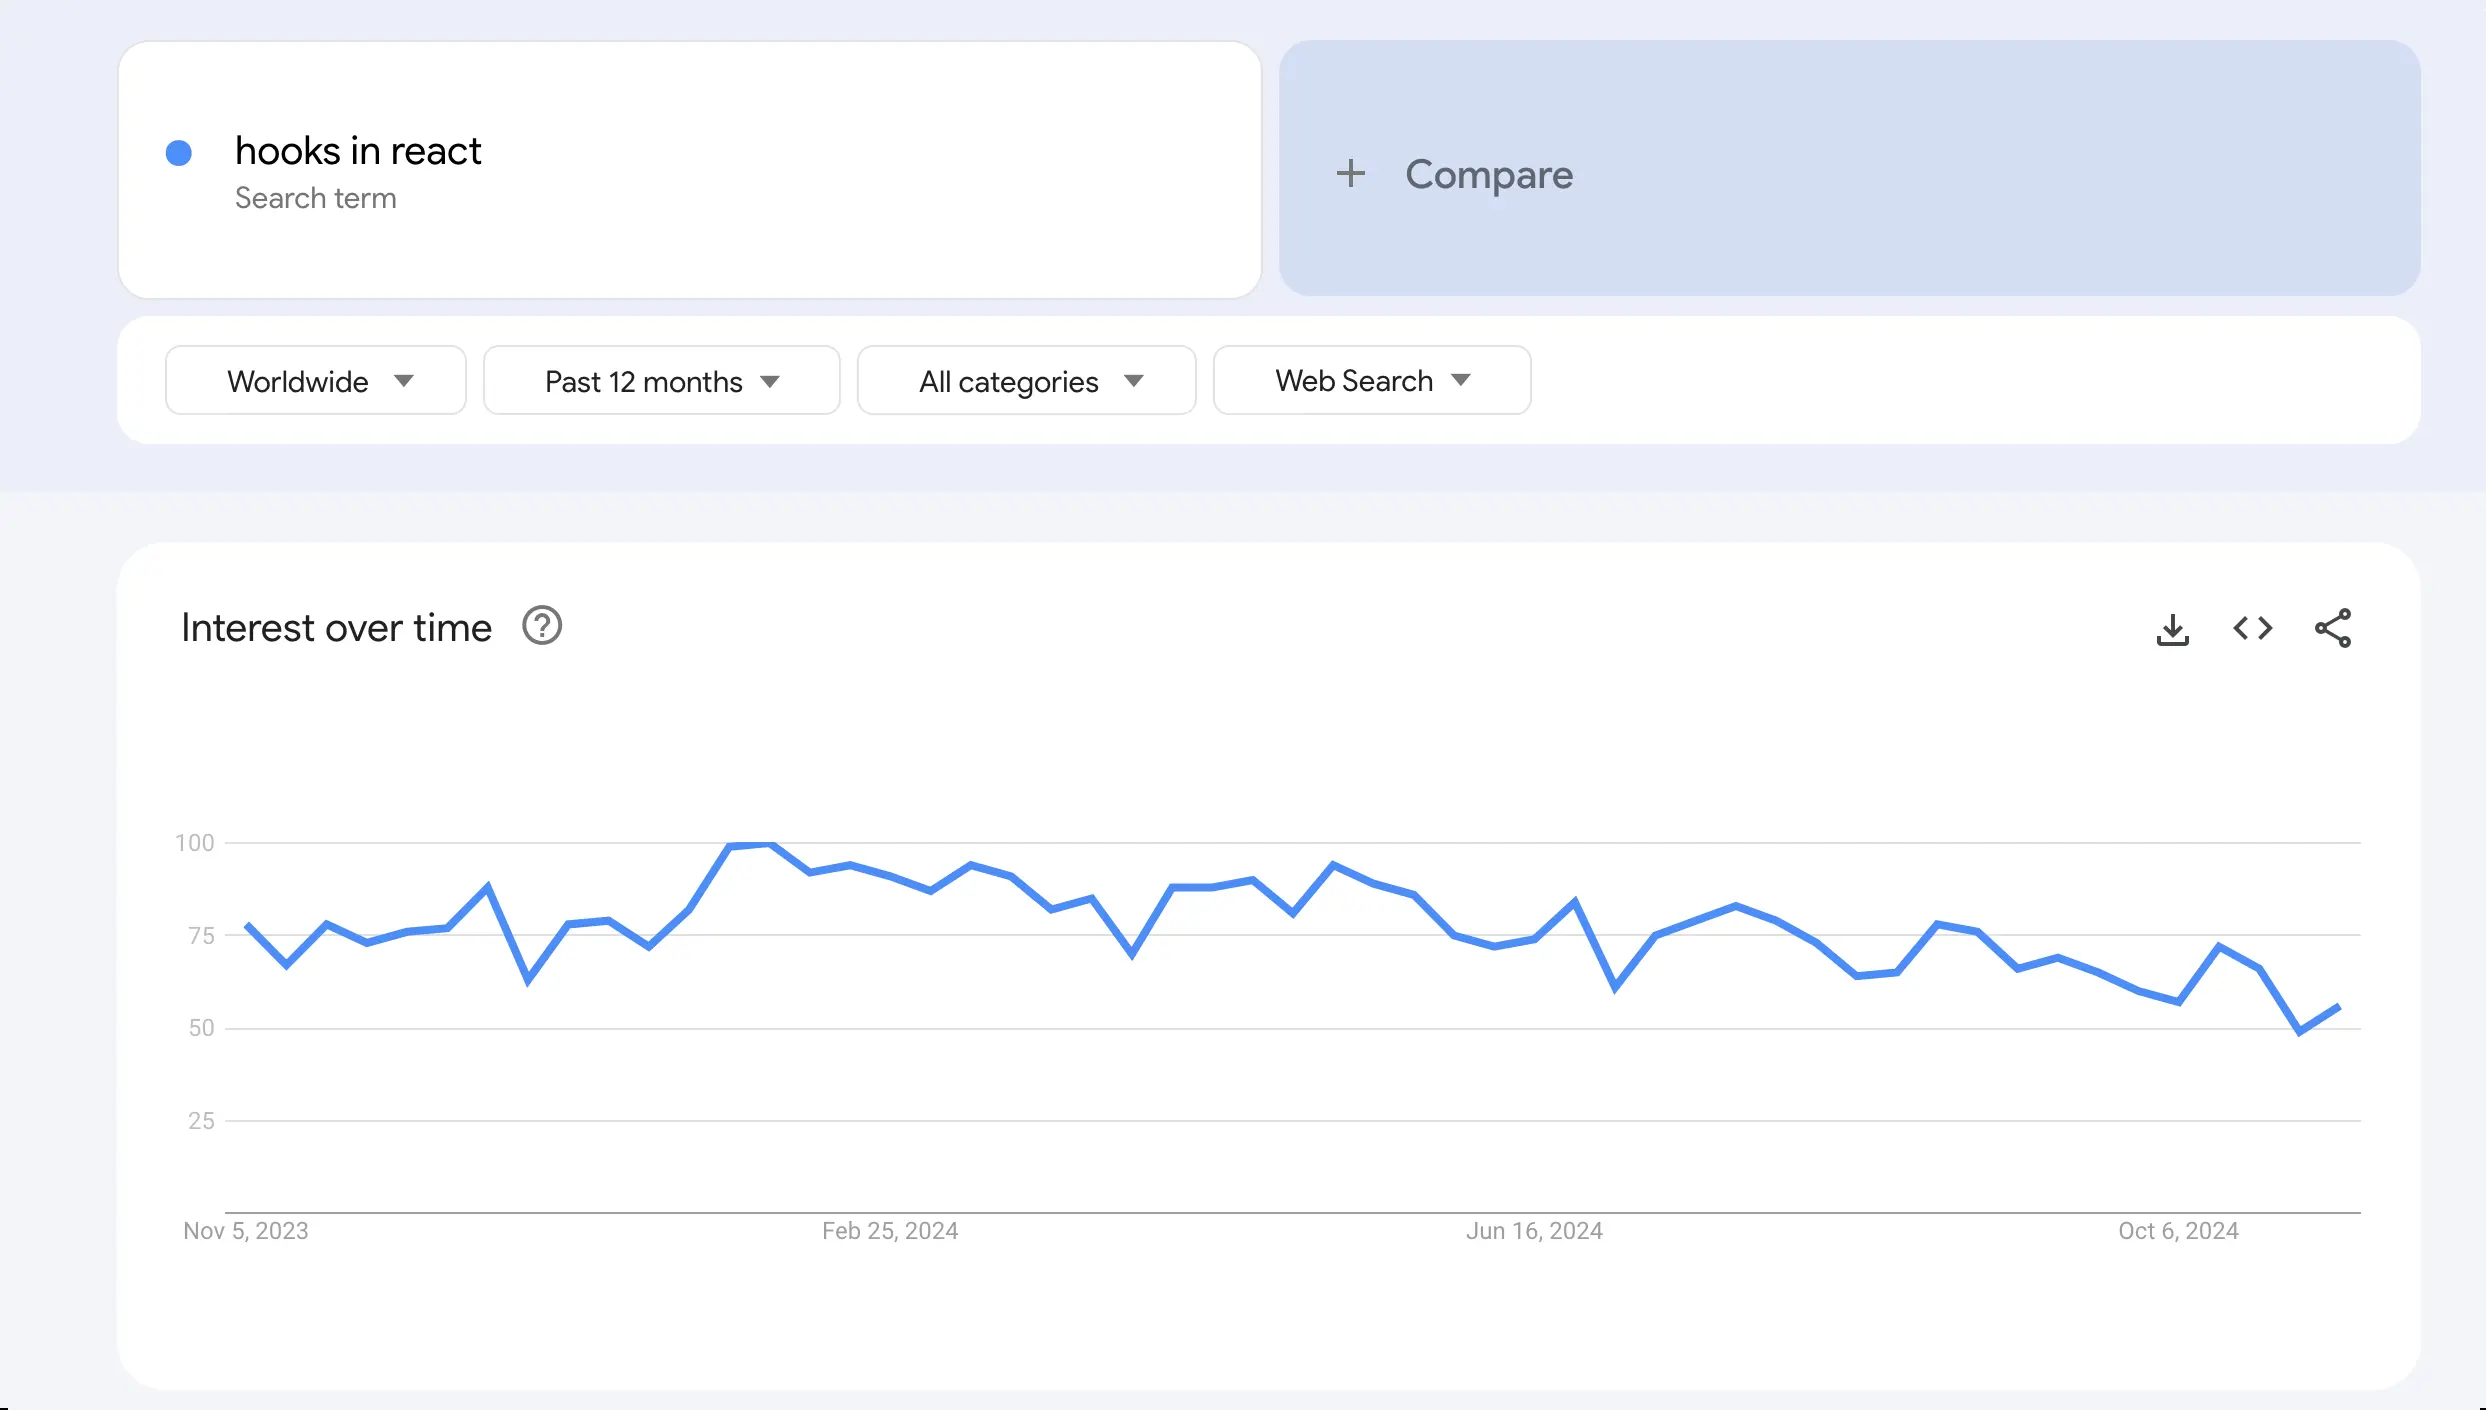 hooks in react
Search term
+ Compare
Worldwide
Past 12 months
All categories
Web Search
Interest over time
100
75
50
25
Nov 5, 2023
Feb 25, 2024
Jun 16, 2024
Oct 6, 2024